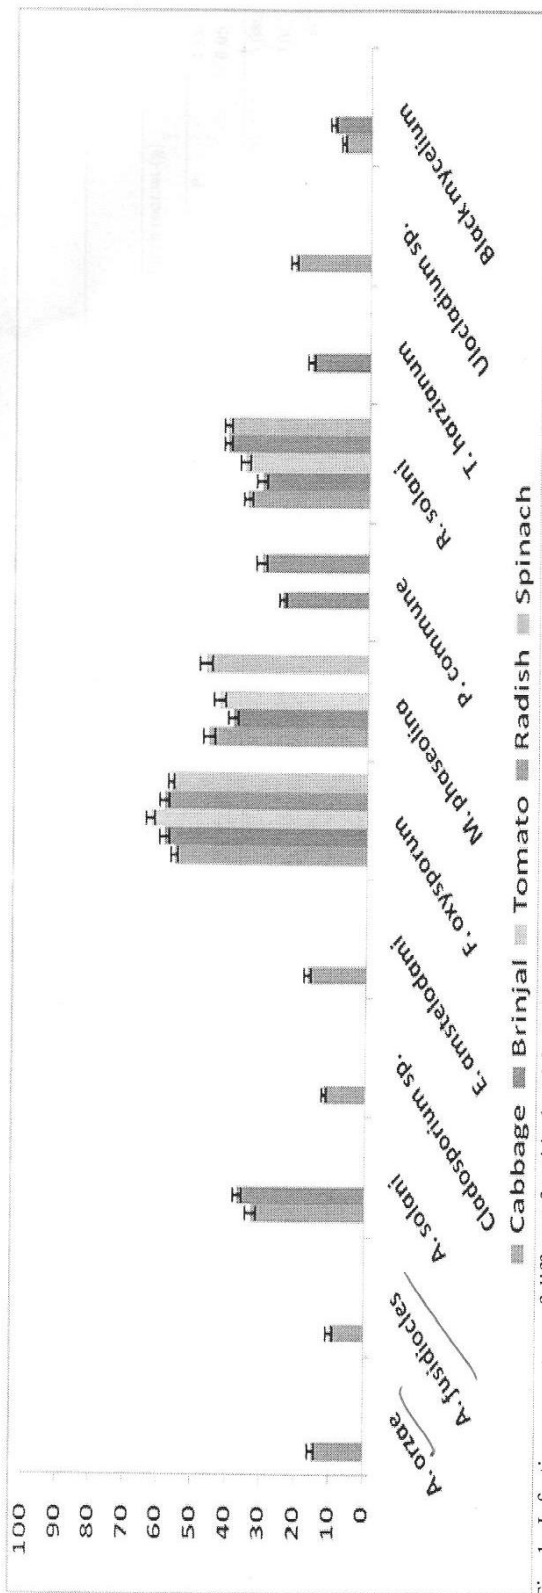 100
90
80
70
60
50
40
30
20
10
0
A. orzae
A. fusidiocles
A. solani
Cladosporium sp.
E. amstelodami
F. oxysporum
M. phaseolina
P. commune
R. solani
T. harzianum
Ulocladium sp.
Black mycelium
Cabbage Brinjal Tomato Radish Spinach